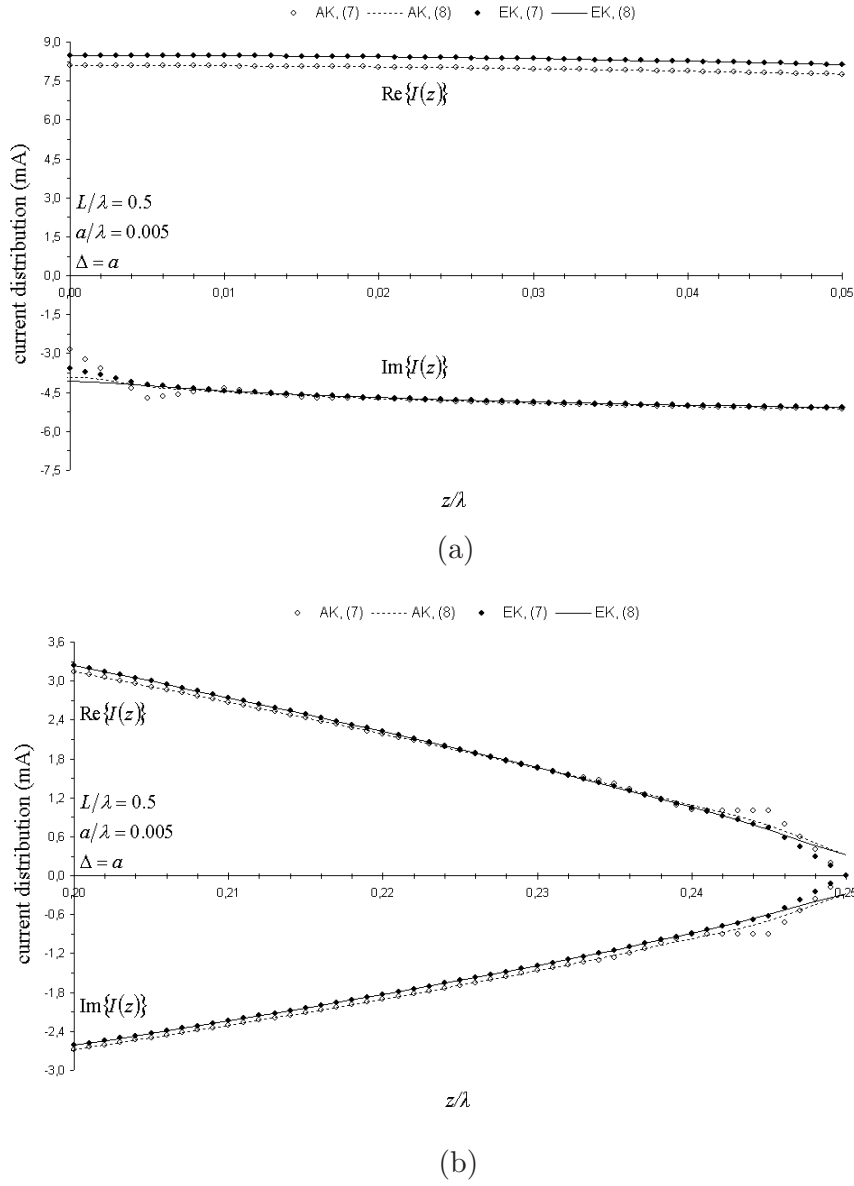 AK, (7) AK, (8) EK, (7) EK, (8)
9,0
7,5
6,0
4,5
3,0
1,5
0,0
-1,5
-3,0
-4,5
-6,0
-7,5
current distribution (mA)
Re{I(z)}
L/λ = 0.5
a/λ = 0.005
Δ = a
0,00 0,01 0,02 0,03 0,04 0,05
Im{I(z)}
z/λ
(a)
AK, (7) AK, (8) EK, (7) EK, (8)
3,6
3,0
2,4
1,8
1,2
0,6
0,0
-0,6
-1,2
-1,8
-2,4
-3,0
current distribution (mA)
Re{I(z)}
L/λ = 0.5
a/λ = 0.005
Δ = a
0,20 0,21 0,22 0,23 0,24 0,25
Im{I(z)}
z/λ
(b)